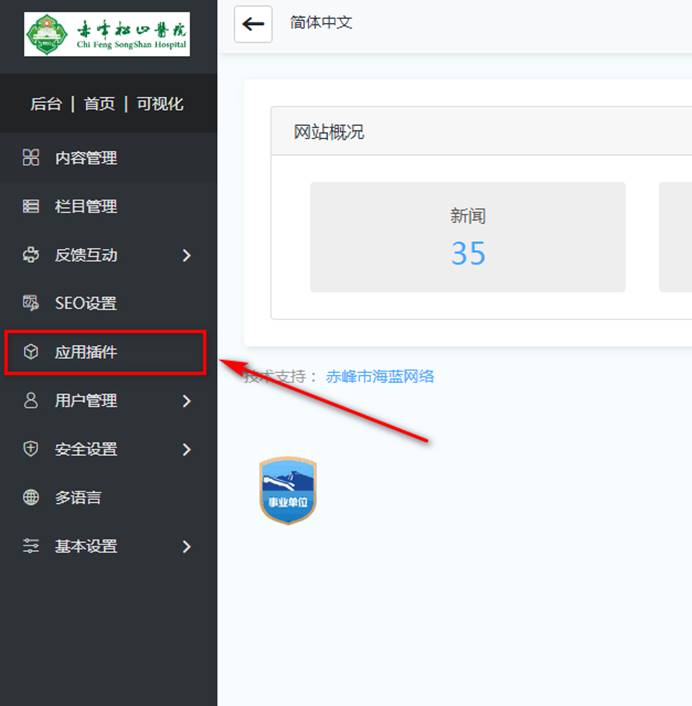 赤峰松山医院
Chi Feng SongShan Hospital
简体中文
后台 | 首页 | 可视化
内容管理
网站概况
栏目管理
新闻
35
反馈互动
SEO设置
应用插件
技术支持： 赤峰市海蓝网络
用户管理
安全设置
多语言
事业单位
基本设置